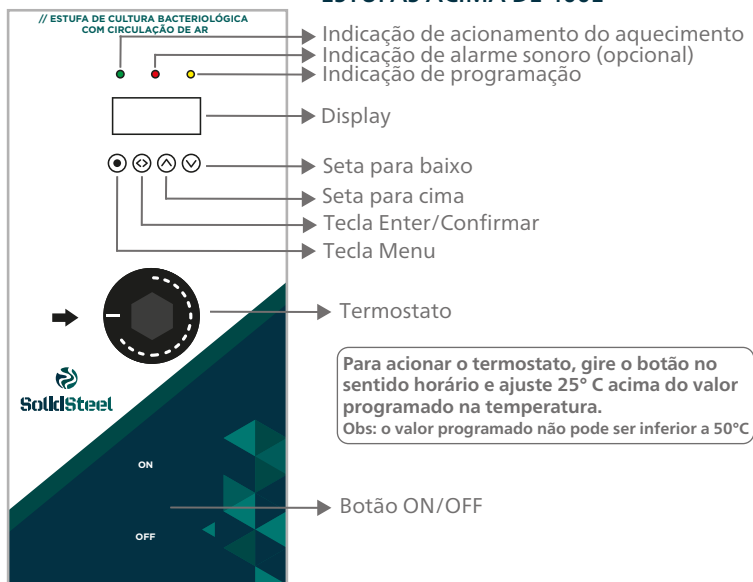 ESTUFAS ACIMA DE 400L
// ESTUFA DE CULTURA BACTERIOLÓGICA
COM CIRCULAÇÃO DE AR
Indicação de acionamento do aquecimento
Indicação de alarme sonoro (opcional)
Indicação de programação
Display
Seta para baixo
Seta para cima
Tecla Enter/Confirmar
Tecla Menu
Termostato
Para acionar o termostato, gire o botão no
sentido horário e ajuste 25° C acima do valor
programado na temperatura.
Obs: o valor programado não pode ser inferior a 50°C
SolidSteel
ON
OFF
Botão ON/OFF